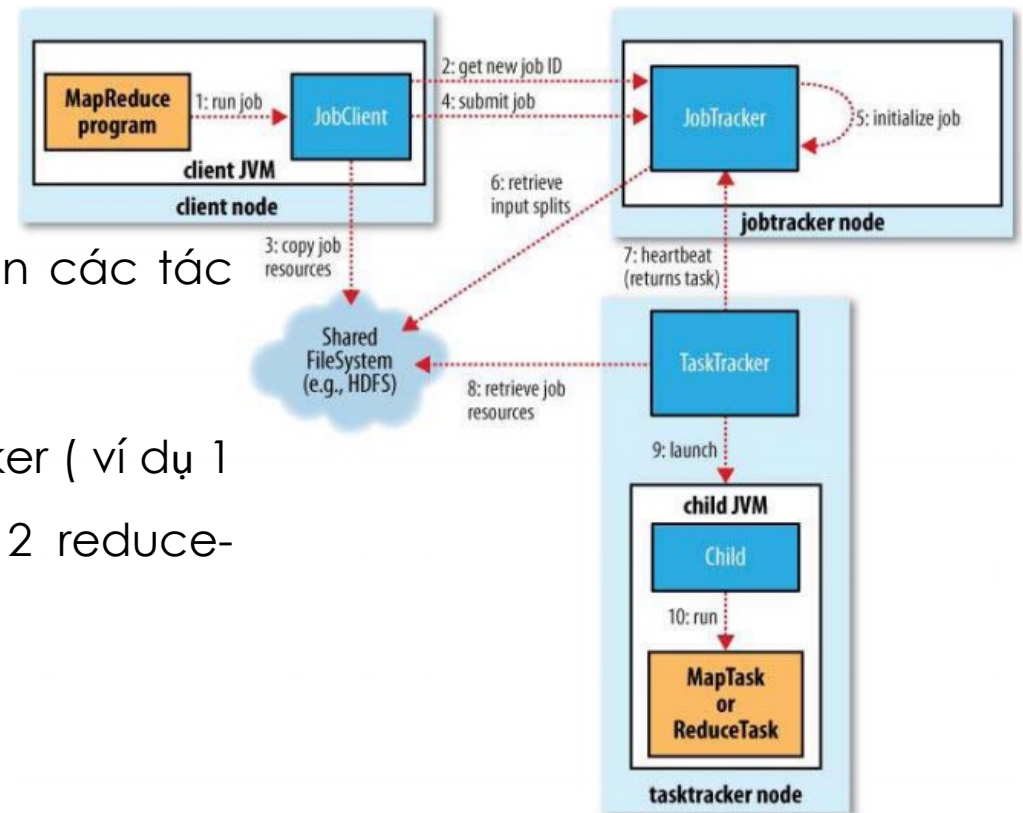 MapReduce
program
1: run job
JobClient
client JVM
client node
2: get new job ID
4: submit job
JobTracker
5: initialize job
jobtracker node
3: copy job
resources
6: retrieve
input splits
7: heartbeat
(returns task)
Shared
FileSystem
(e.g., HDFS)
TaskTracker
8: retrieve job
resources
9: launch
child JVM
Child
10: run
MapTask
or
ReduceTask
tasktracker node
các tác
( ví dụ 1
2 reduce-